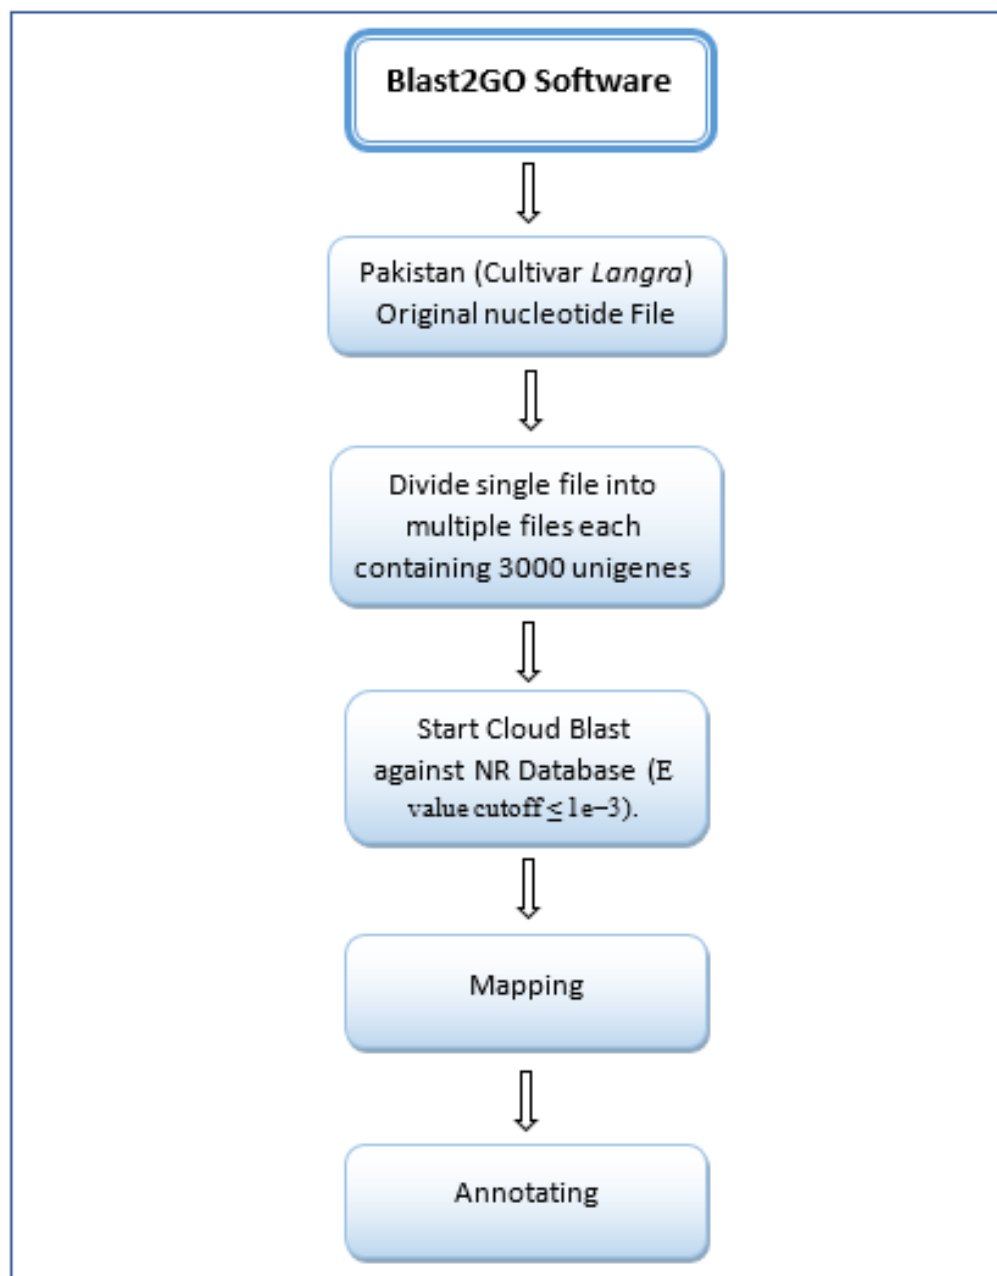 Blast2GO Software
Pakistan (Cultivar Langra)
Original nucleotide File
Divide single file into
multiple files each
containing 3000 unigenes
Start Cloud Blast
against NR Database (E
value cutoff ≤ 1e−3).
Mapping
Annotating